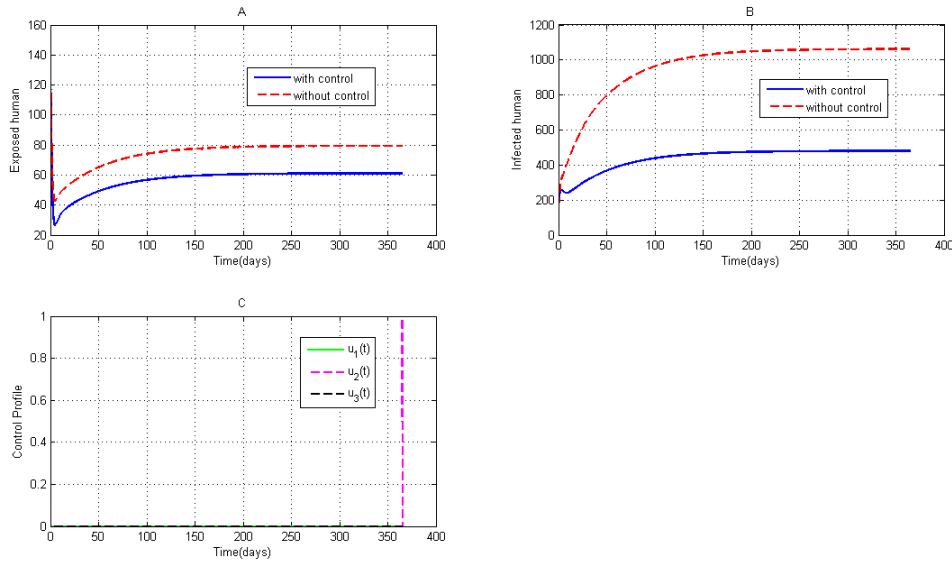 A
160
140
120
100
80
60
40
20
0 50 100 150 200 250 300 350 400
Exposed human
Time(days)
with control
without control
B
1200
1000
800
600
400
200
0
0 50 100 150 200 250 300 350 400
Infected human
Time(days)
with control
without control
C
1
0.8
0.6
0.4
0.2
0
0 50 100 150 200 250 300 350 400
Control Profile
Time(days)
u_1(t)
u_2(t)
u_3(t)